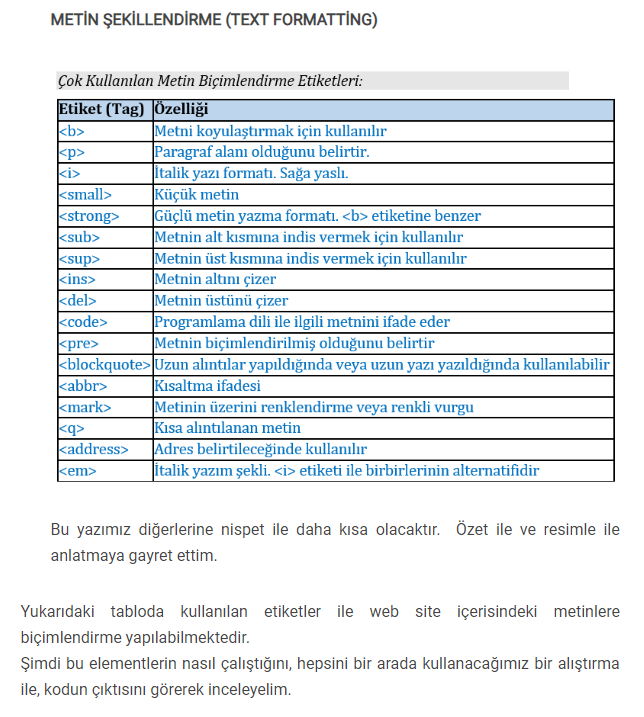 METİN ŞEKİLLENDİRME (TEXT FORMATTİNG)
Çok Kullanılan Metin Biçimlendirme Etiketleri:
Etiket (Tag) Özelliği
<b> Metni koyulaştırmak için kullanılır
<p> Paragraf alanı olduğunu belirtir.
<i> İtalik yazı formatı. Sağa yaslı.
<small> Küçük metin
<strong> Güçlü metin yazma formatı. <b> etiketine benzer
<sub> Metnin alt kısmına indis vermek için kullanılır
<sup> Metnin üst kısmına indis vermek için kullanılır
<ins> Metnin altını çizer
<del> Metnin üstünü çizer
<code> Programlama dili ile ilgili metnini ifade eder
<pre> Metnin biçimlendirilmiş olduğunu belirtir
<blockquote> Uzun alıntılar yapıldığında veya uzun yazı yazıldığında kullanılabilir
<abbr> Kısaltma ifadesi
<mark> Metinin üzerini renklendirme veya renkli vurgu
<q> Kısa alıntılanan metin
<address> Adres belirtileceğinde kullanılır
<em> İtalik yazım şekli. <i> etiketi ile birbirlerinin alternatifidir
Bu yazımız diğerlerine nispet ile daha kısa olacaktır. Özet ile ve resimle ile
anlatmaya gayret ettim.
Yukarıdaki tabloda kullanılan etiketler ile web site içerisindeki metinlere
biçimlendirme yapılabilmektedir.
Şimdi bu elementlerin nasıl çalıştığını, hepsini bir arada kullanacağımız bir alıştırma
ile, kodun çıktısını görerek inceleyelim.